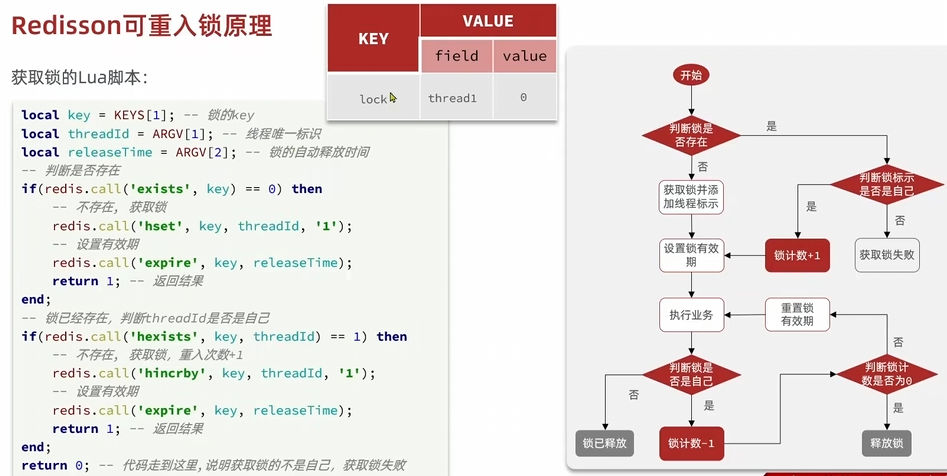 Redisson可重入锁原理
KEY
VALUE
field
value
lock
thread1
0
获取锁的Lua脚本：
local key = KEYS[1]; -- 锁的key
local threadId = ARGV[1]; -- 线程唯一标识
local releaseTime = ARGV[2]; -- 锁的自动释放时间
-- 判断是否存在
if(redis.call('exists', key) == 0) then
-- 不存在, 获取锁
redis.call('hset', key, threadId, '1');
-- 设置有效期
redis.call('expire', key, releaseTime);
return 1; -- 返回结果
end;
-- 锁已经存在，判断threadId是否是自己
if(redis.call('hexists', key, threadId) == 1) then
-- 不存在, 获取锁，重入次数+1
redis.call('hincrby', key, threadId, '1');
-- 设置有效期
redis.call('expire', key, releaseTime);
return 1; -- 返回结果
end;
return 0; -- 代码走到这里,说明获取锁的不是自己，获取锁失败
开始
判断锁是
否存在
是
否
获取锁并添
加线程标示
判断锁标示
是否是自己
是
否
设置锁有效
期
锁计数+1
获取锁失败
执行业务
重置锁
有效期
否
判断锁是
否是自己
判断锁计
数是否为0
否
是
是
锁已释放
锁计数-1
释放锁